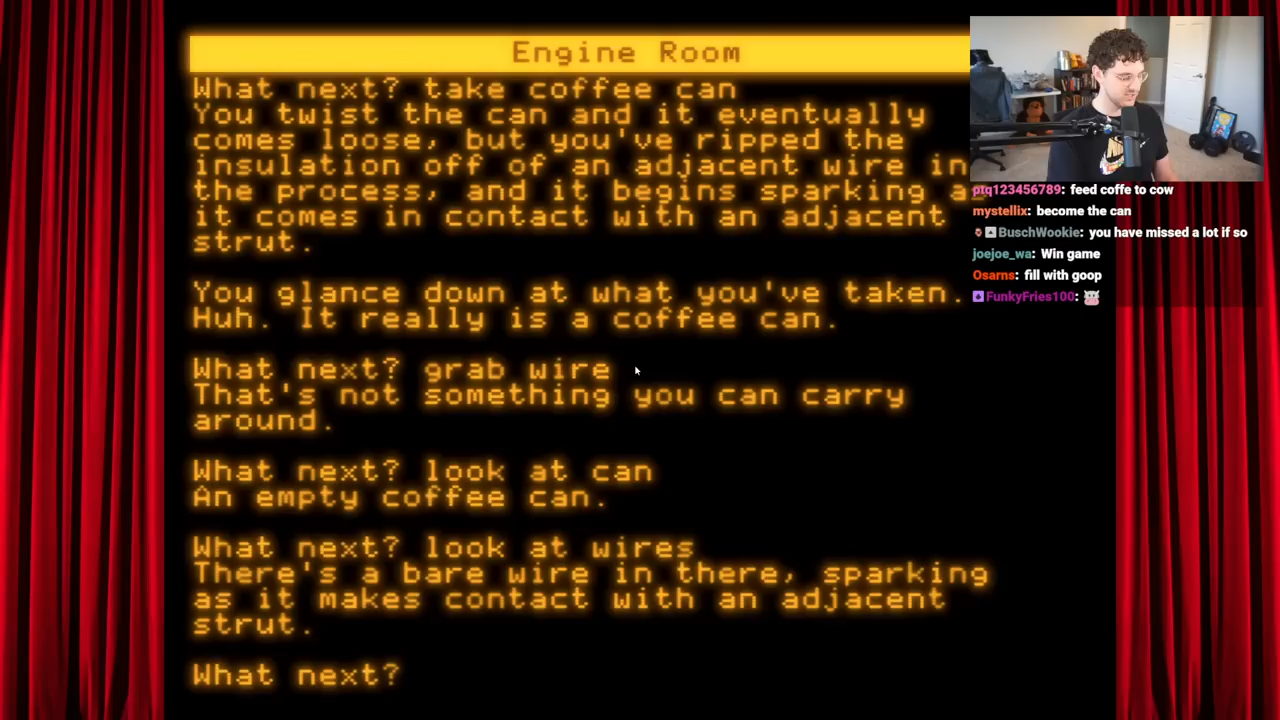 Engine Room
What next? take coffee can
You twist the can and it eventually
comes loose, but you've ripped the
insulation off of an adjacent wire in
the process, and it begins sparking as
it comes in contact with an adjacent
strut.
You glance down at what you've taken.
Huh. It really is a coffee can.
What next? grab wire
That's not something you can carry
around.
What next? look at can
An empty coffee can.
What next? look at wires
There's a bare wire in there, sparking
as it makes contact with an adjacent
strut.
What next?
ptq123456789: feed coffe to cow
mystellix: become the can
BuschWookie: you have missed a lot if so
joejoe_wa: Win game
Osarns: fill with goop
FunkyFries100: